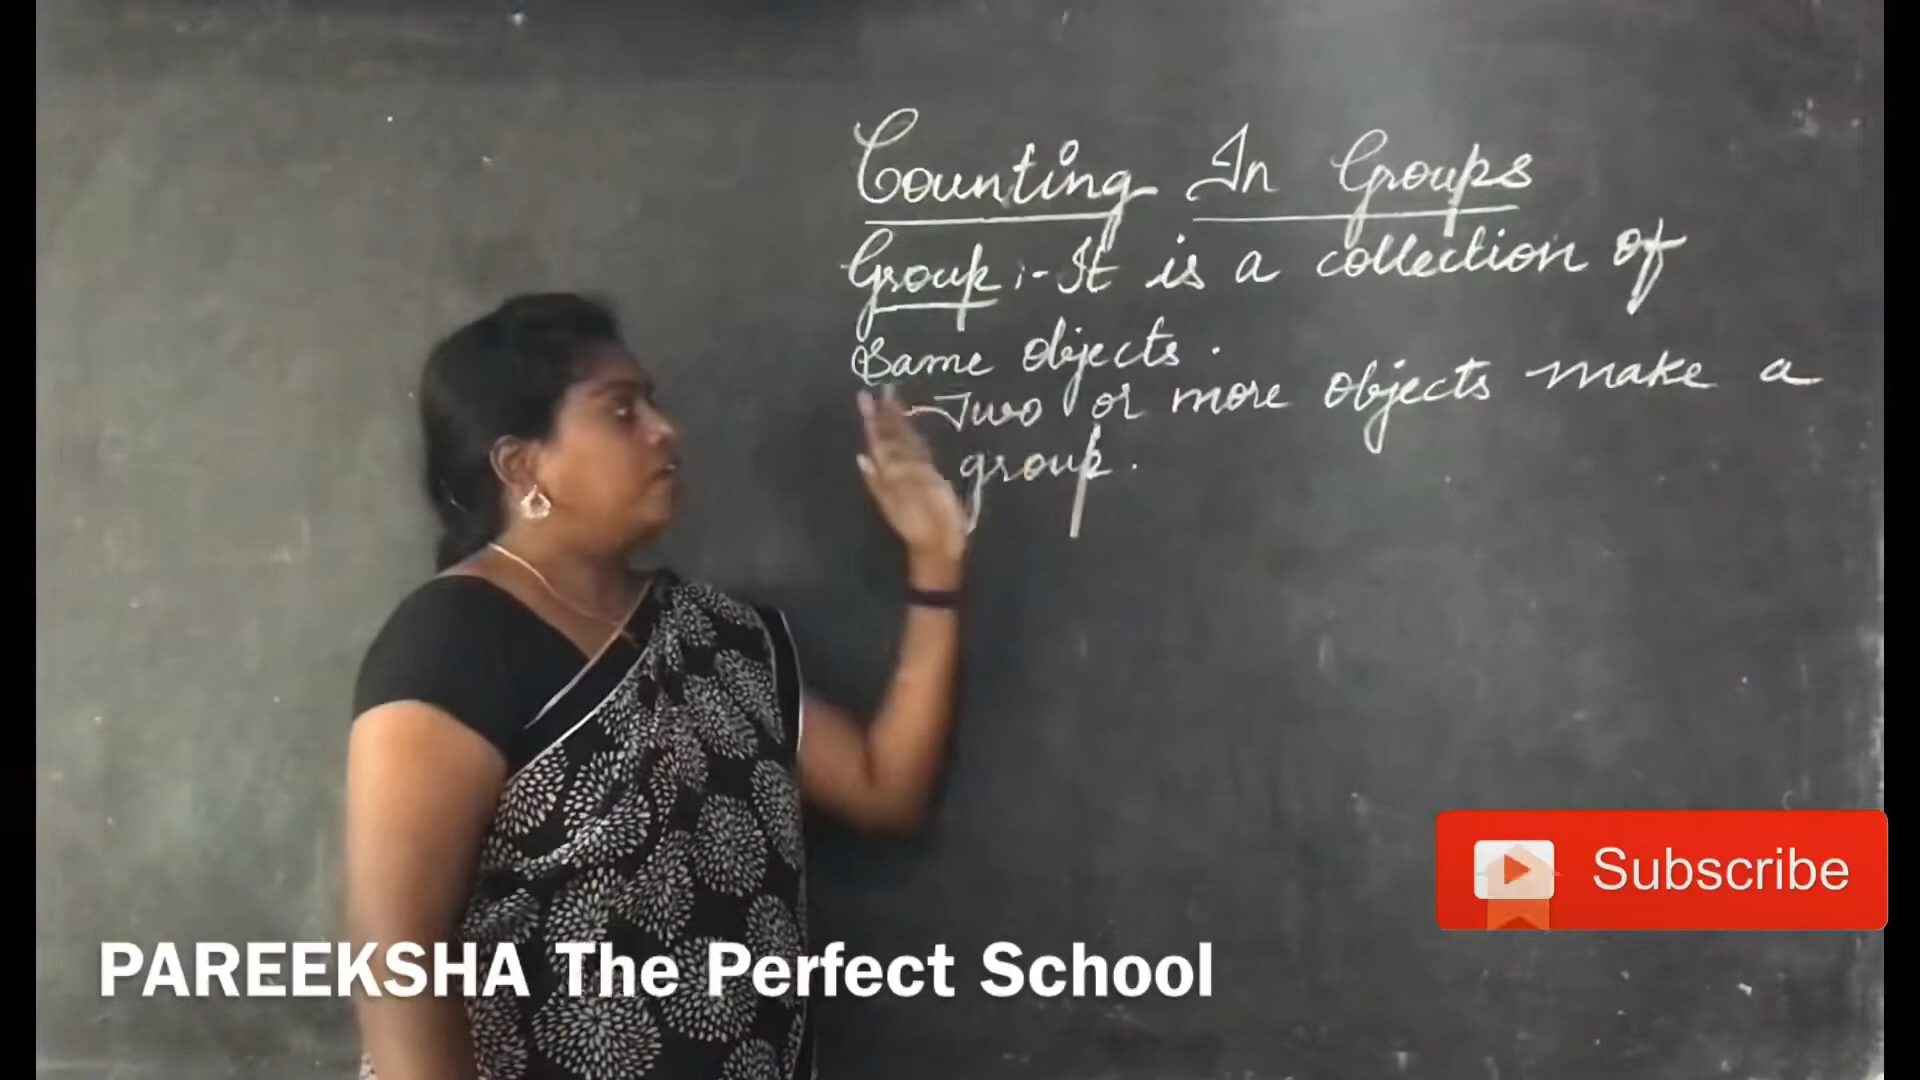 Counting In Groups
Group :- It is a collection of
Same objects.
Two or more objects make a
group.
Subscribe
PAREEKSHA The Perfect School